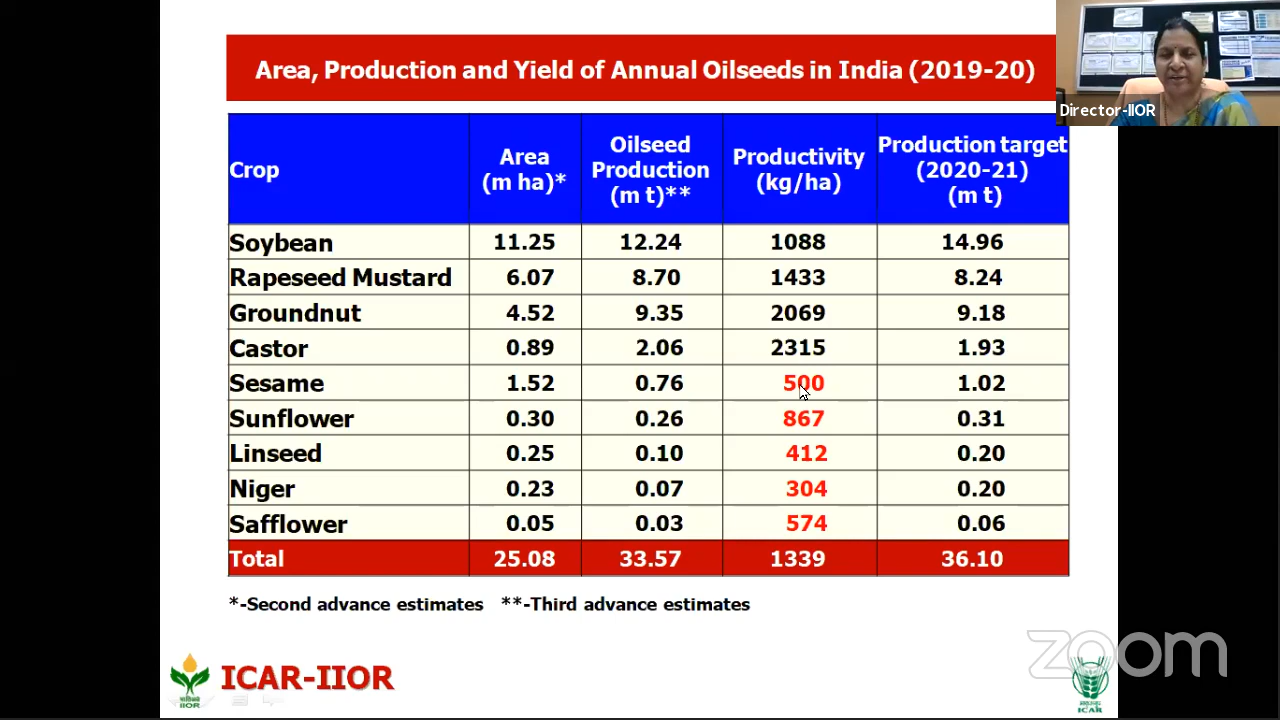 Area, Production and Yield of Annual Oilseeds in India (2019-20)
Director-IIOR
Crop Area (m ha)* Oilseed Production (m t)** Productivity (kg/ha) Production target (2020-21) (m t)
Soybean 11.25 12.24 1088 14.96
Rapeseed Mustard 6.07 8.70 1433 8.24
Groundnut 4.52 9.35 2069 9.18
Castor 0.89 2.06 2315 1.93
Sesame 1.52 0.76 500 1.02
Sunflower 0.30 0.26 867 0.31
Linseed 0.25 0.10 412 0.20
Niger 0.23 0.07 304 0.20
Safflower 0.05 0.03 574 0.06
Total 25.08 33.57 1339 36.10
*-Second advance estimates **-Third advance estimates
ICAR-IIOR
IIOR
zoom
ICAR